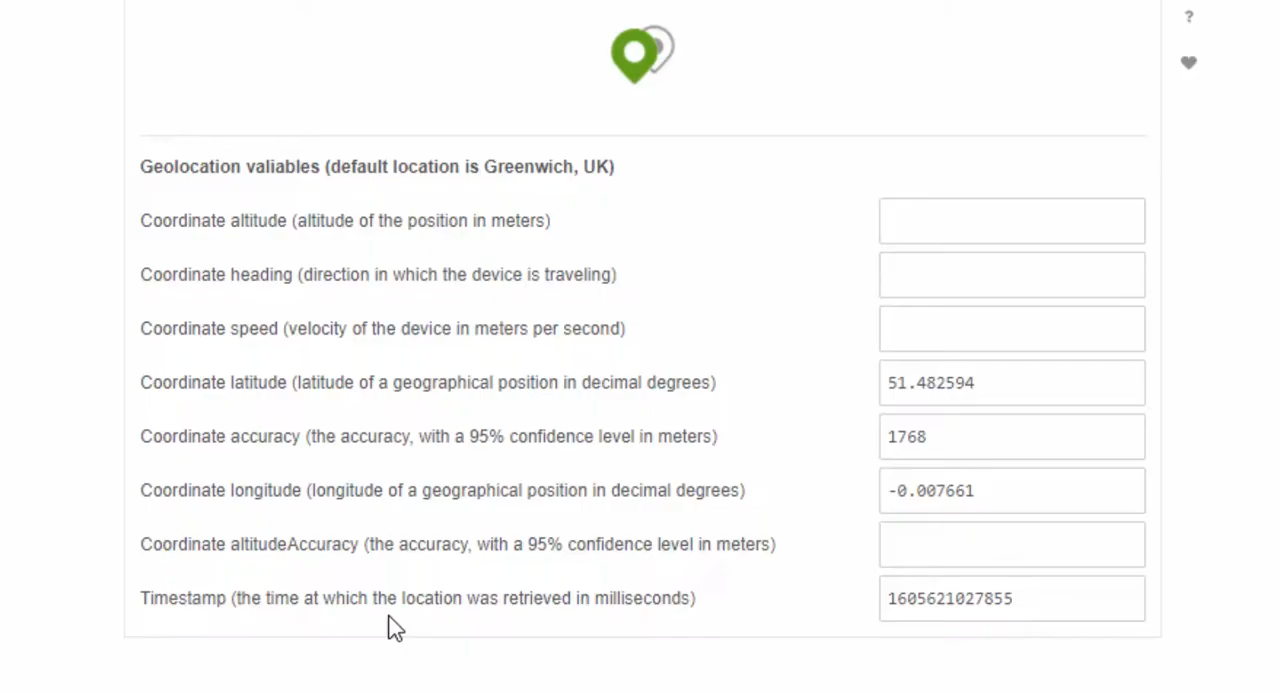 ?
Geolocation valiables (default location is Greenwich, UK)
Coordinate altitude (altitude of the position in meters)
Coordinate heading (direction in which the device is traveling)
Coordinate speed (velocity of the device in meters per second)
Coordinate latitude (latitude of a geographical position in decimal degrees) 51.482594
Coordinate accuracy (the accuracy, with a 95% confidence level in meters) 1768
Coordinate longitude (longitude of a geographical position in decimal degrees) -0.007661
Coordinate altitudeAccuracy (the accuracy, with a 95% confidence level in meters)
Timestamp (the time at which the location was retrieved in milliseconds) 1605621027855